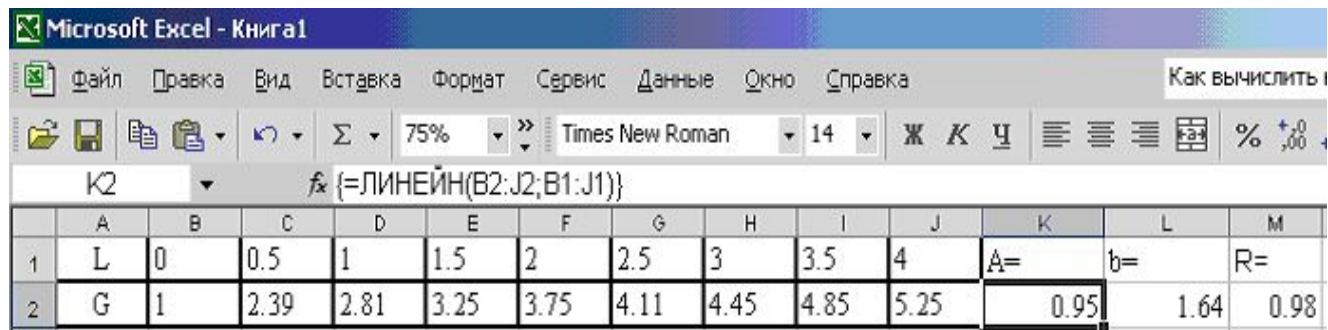 Microsoft Excel - Книга1
Файл Правка Вид Вставка Формат Сервис Данные Окно Справка Как вычислить
75% Times New Roman 14 Ж К Ч % ,00
K2 fx {=ЛИНЕЙН(B2:J2;B1:J1)}
A B C D E F G H I J K L M
1 L 0 0.5 1 1.5 2 2.5 3 3.5 4 A= b= R=
2 G 1 2.39 2.81 3.25 3.75 4.11 4.45 4.85 5.25 0.95 1.64 0.98